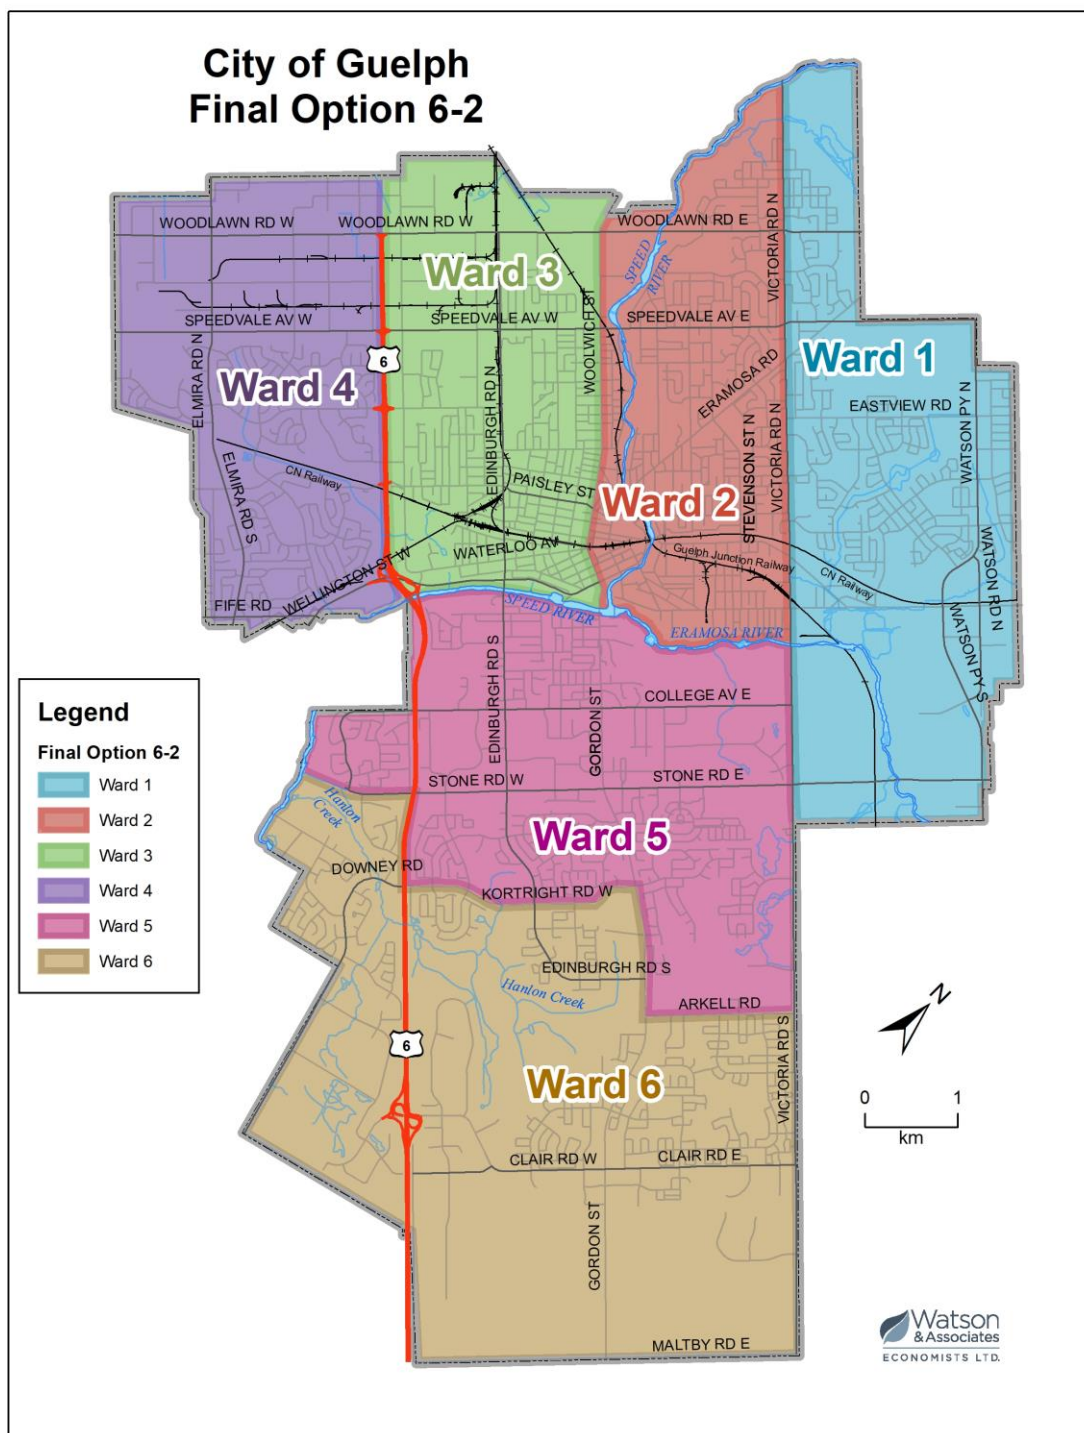 City of Guelph
Final Option 6-2
WOODLAWN RD W
WOODLAWN RD W
WOODLAWN RD E
Ward 3
SPEED
RIVER
VICTORIA RD N
SPEEDVALE AV W
SPEEDVALE AV W
SPEEDVALE AV E
WOOLWICH ST
ELMIRA RD N
6
Ward 4
Ward 1
ERAMOSA RD
EDINBURGH RD N
EASTVIEW RD
WATSON PY N
STEVENSON ST N
VICTORIA RD N
ELMIRA RD S
CN Railway
PAISLEY ST
Ward 2
WATERLOO AV
Guelph Junction Railway
CN Railway
WATSON RD N
WELLINGTON ST W
FIFE RD
SPEED RIVER
ERAMOSA RIVER
WATSON PY S
EDINBURGH RD S
GORDON ST
COLLEGE AV E
Legend
Final Option 6-2
Ward 1
Ward 2
Ward 3
Ward 4
Ward 5
Ward 6
STONE RD W
STONE RD E
Hanlon
Creek
Ward 5
DOWNEY RD
KORTRIGHT RD W
EDINBURGH RD S
Hanlon Creek
ARKELL RD
N
6
VICTORIA RD S
Ward 6
0 1
km
CLAIR RD W
CLAIR RD E
GORDON ST
MALTBY RD E
Watson
& Associates
ECONOMISTS LTD.